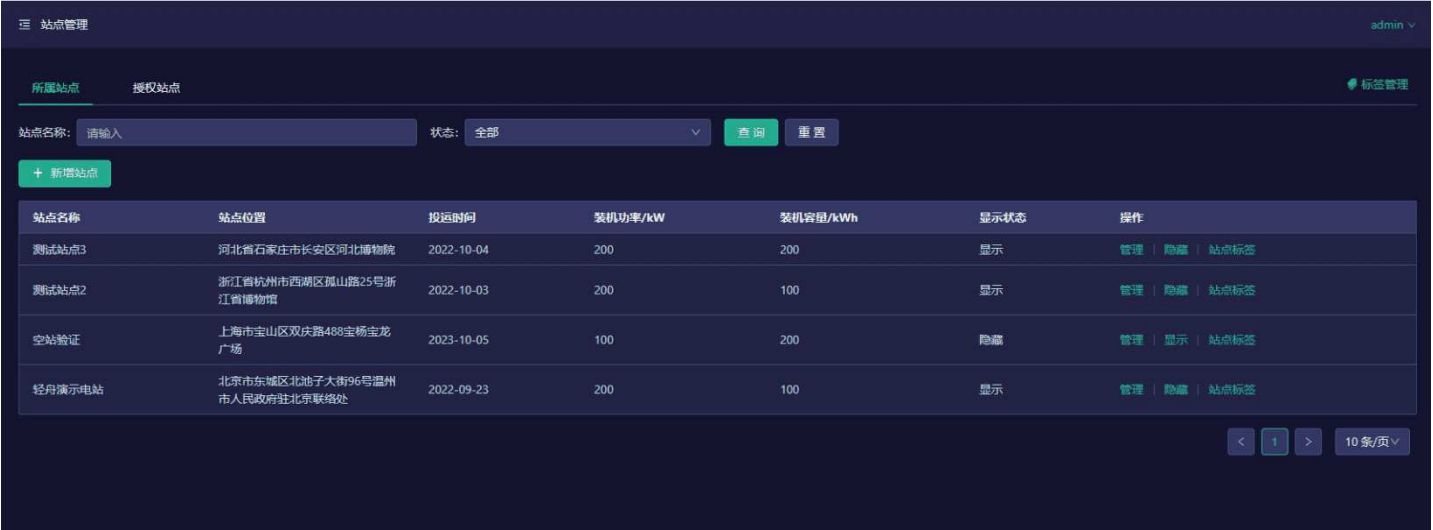 站点管理 admin
所属站点 授权站点 标签管理
站点名称: 请输入 状态: 全部 查询 重置
+ 新增站点
站点名称 站点位置 投运时间 装机功率/kW 装机容量/kWh 显示状态 操作
测试站点3 河北省石家庄市长安区河北博物院 2022-10-04 200 200 显示 管理 | 隐藏 | 站点标签
测试站点2 浙江省杭州市西湖区孤山路25号浙 2022-10-03 200 100 显示 管理 | 隐藏 | 站点标签
江省博物馆
空站验证 上海市宝山区双庆路488宝杨宝龙 2023-10-05 100 200 隐藏 管理 | 显示 | 站点标签
广场
轻舟演示电站 北京市东城区北池子大街96号温州 2022-09-23 200 100 显示 管理 | 隐藏 | 站点标签
市人民政府驻北京联络处
< 1 > 10 条/页